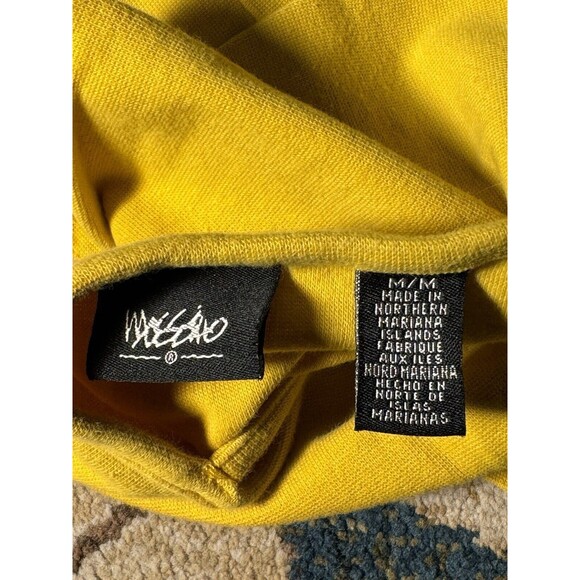 Mossimo
®
M/M
MADE IN
NORTHERN
MARIANA
ISLANDS
FABRIQUE
AUX ILES
NORD MARIANA
HECHO EN
NORTE DE
ISLAS
MARIANAS